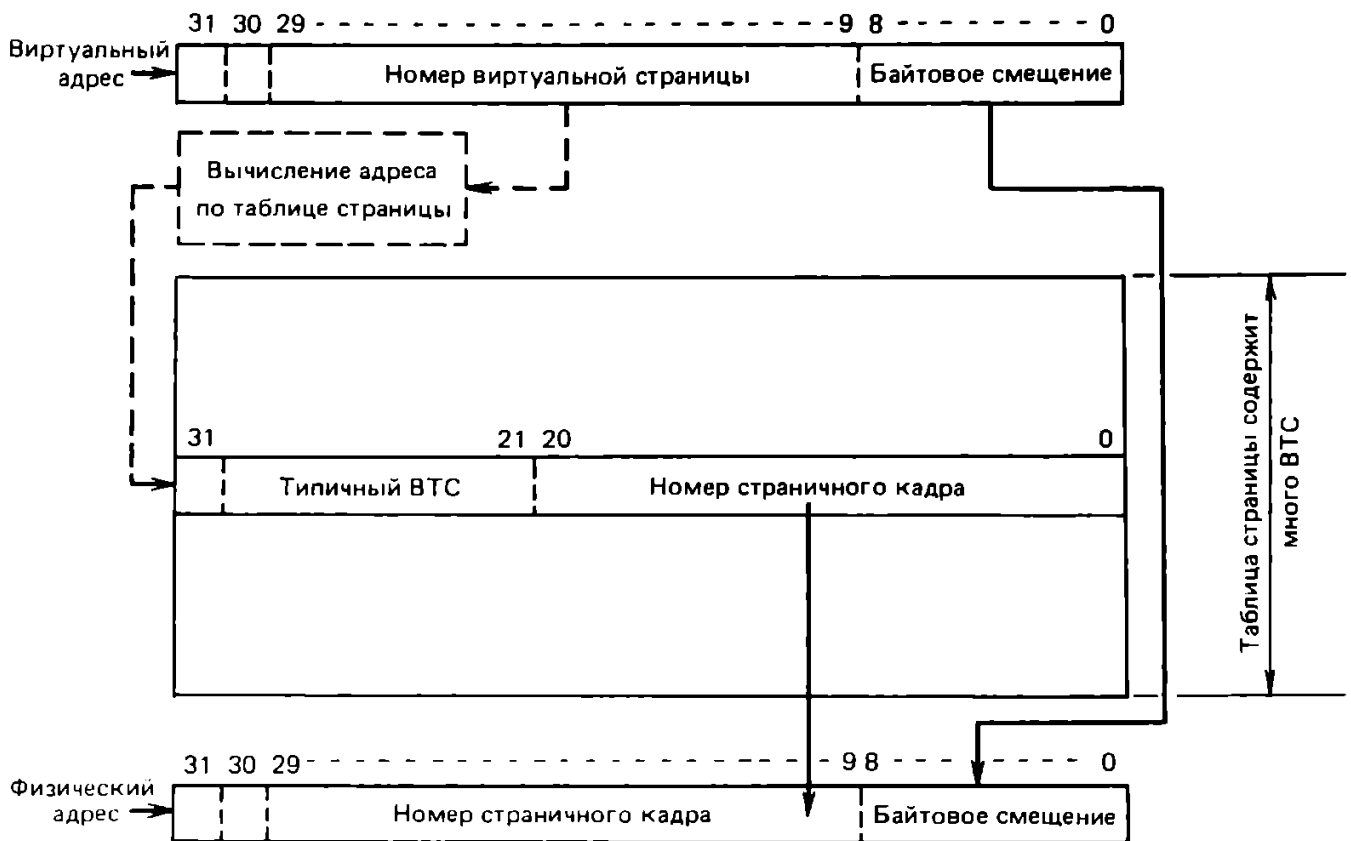 31 30 29 - - - - - - - - - - - - - - - - - - 9 8 - - - - - - - - 0
Виртуальный
адрес
Номер виртуальной страницы
Байтовое смещение
Вычисление адреса
по таблице страницы
31 21 20 0
Типичный ВТС
Номер страничного кадра
Таблица страницы содержит
много ВТС
31 30 29 - - - - - - - - - - - - - - - - - - 9 8 - - - - - - - - 0
Физический
адрес
Номер страничного кадра
Байтовое смещение